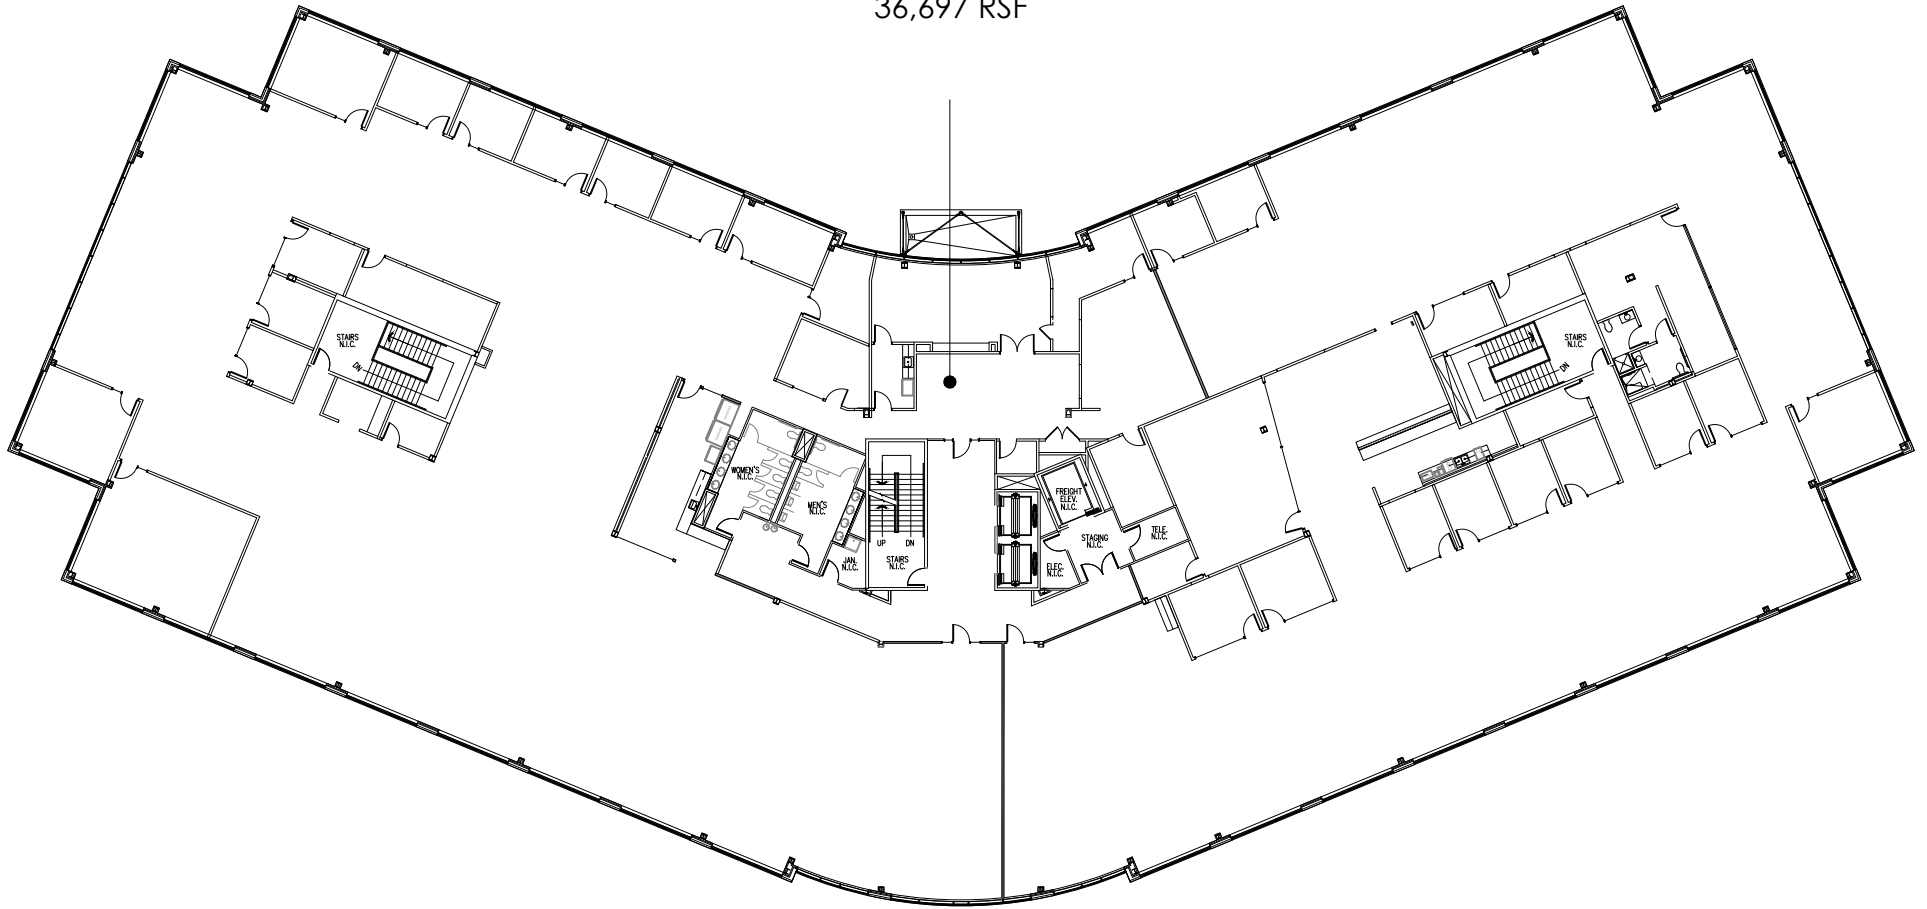 36,697 RSF
STAIRS
N.I.C.
DN
STAIRS
N.I.C.
DN
WOMEN'S
N.I.C.
MEN'S
N.I.C.
JAN.
N.I.C.
UP DN
STAIRS
N.I.C.
FREIGHT
ELEV.
N.I.C.
STAGING
N.I.C.
TELE.
N.I.C.
ELEC.
N.I.C.